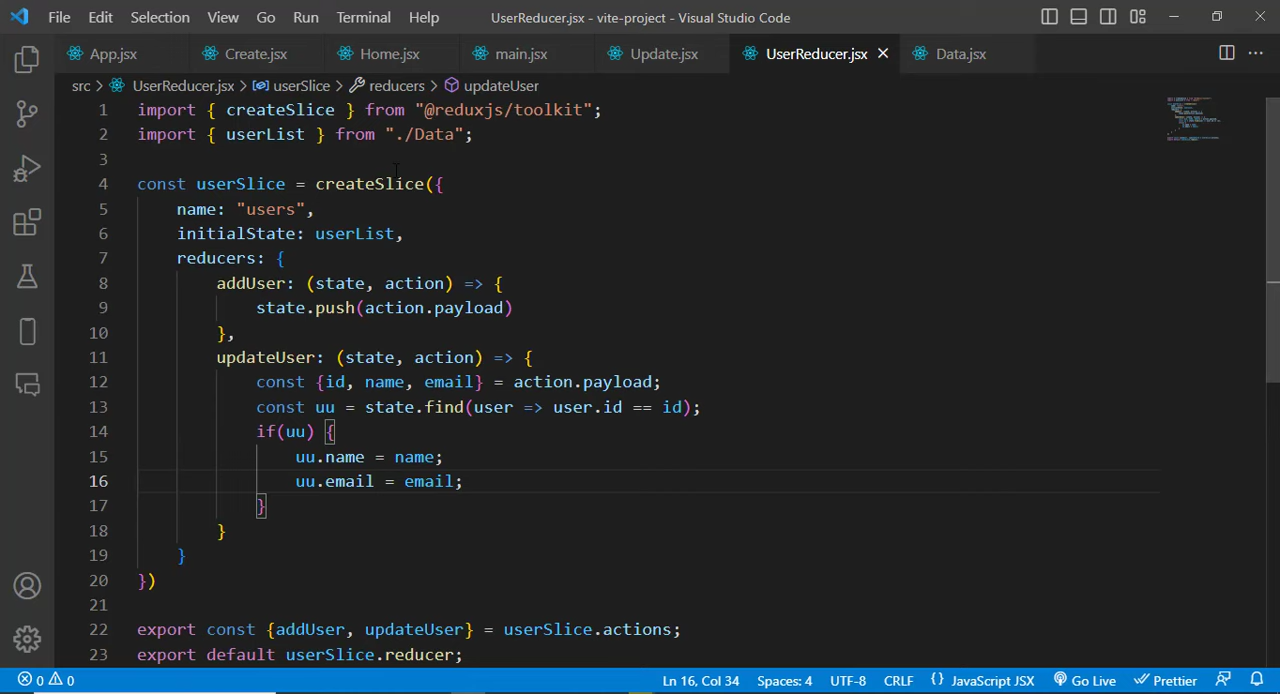 File Edit Selection View Go Run Terminal Help UserReducer.jsx - vite-project - Visual Studio Code
App.jsx Create.jsx Home.jsx main.jsx Update.jsx UserReducer.jsx Data.jsx
src > UserReducer.jsx > userSlice > reducers > updateUser
1 import { createSlice } from "@reduxjs/toolkit";
2 import { userList } from "./Data";
3
4 const userSlice = createSlice({
5 name: "users",
6 initialState: userList,
7 reducers: {
8 addUser: (state, action) => {
9 state.push(action.payload)
10 },
11 updateUser: (state, action) => {
12 const {id, name, email} = action.payload;
13 const uu = state.find(user => user.id == id);
14 if(uu) {
15 uu.name = name;
16 uu.email = email;
17 }
18 }
19 }
20 })
21
22 export const {addUser, updateUser} = userSlice.actions;
23 export default userSlice.reducer;
0 0 Ln 16, Col 34 Spaces: 4 UTF-8 CRLF {} JavaScript JSX Go Live Prettier